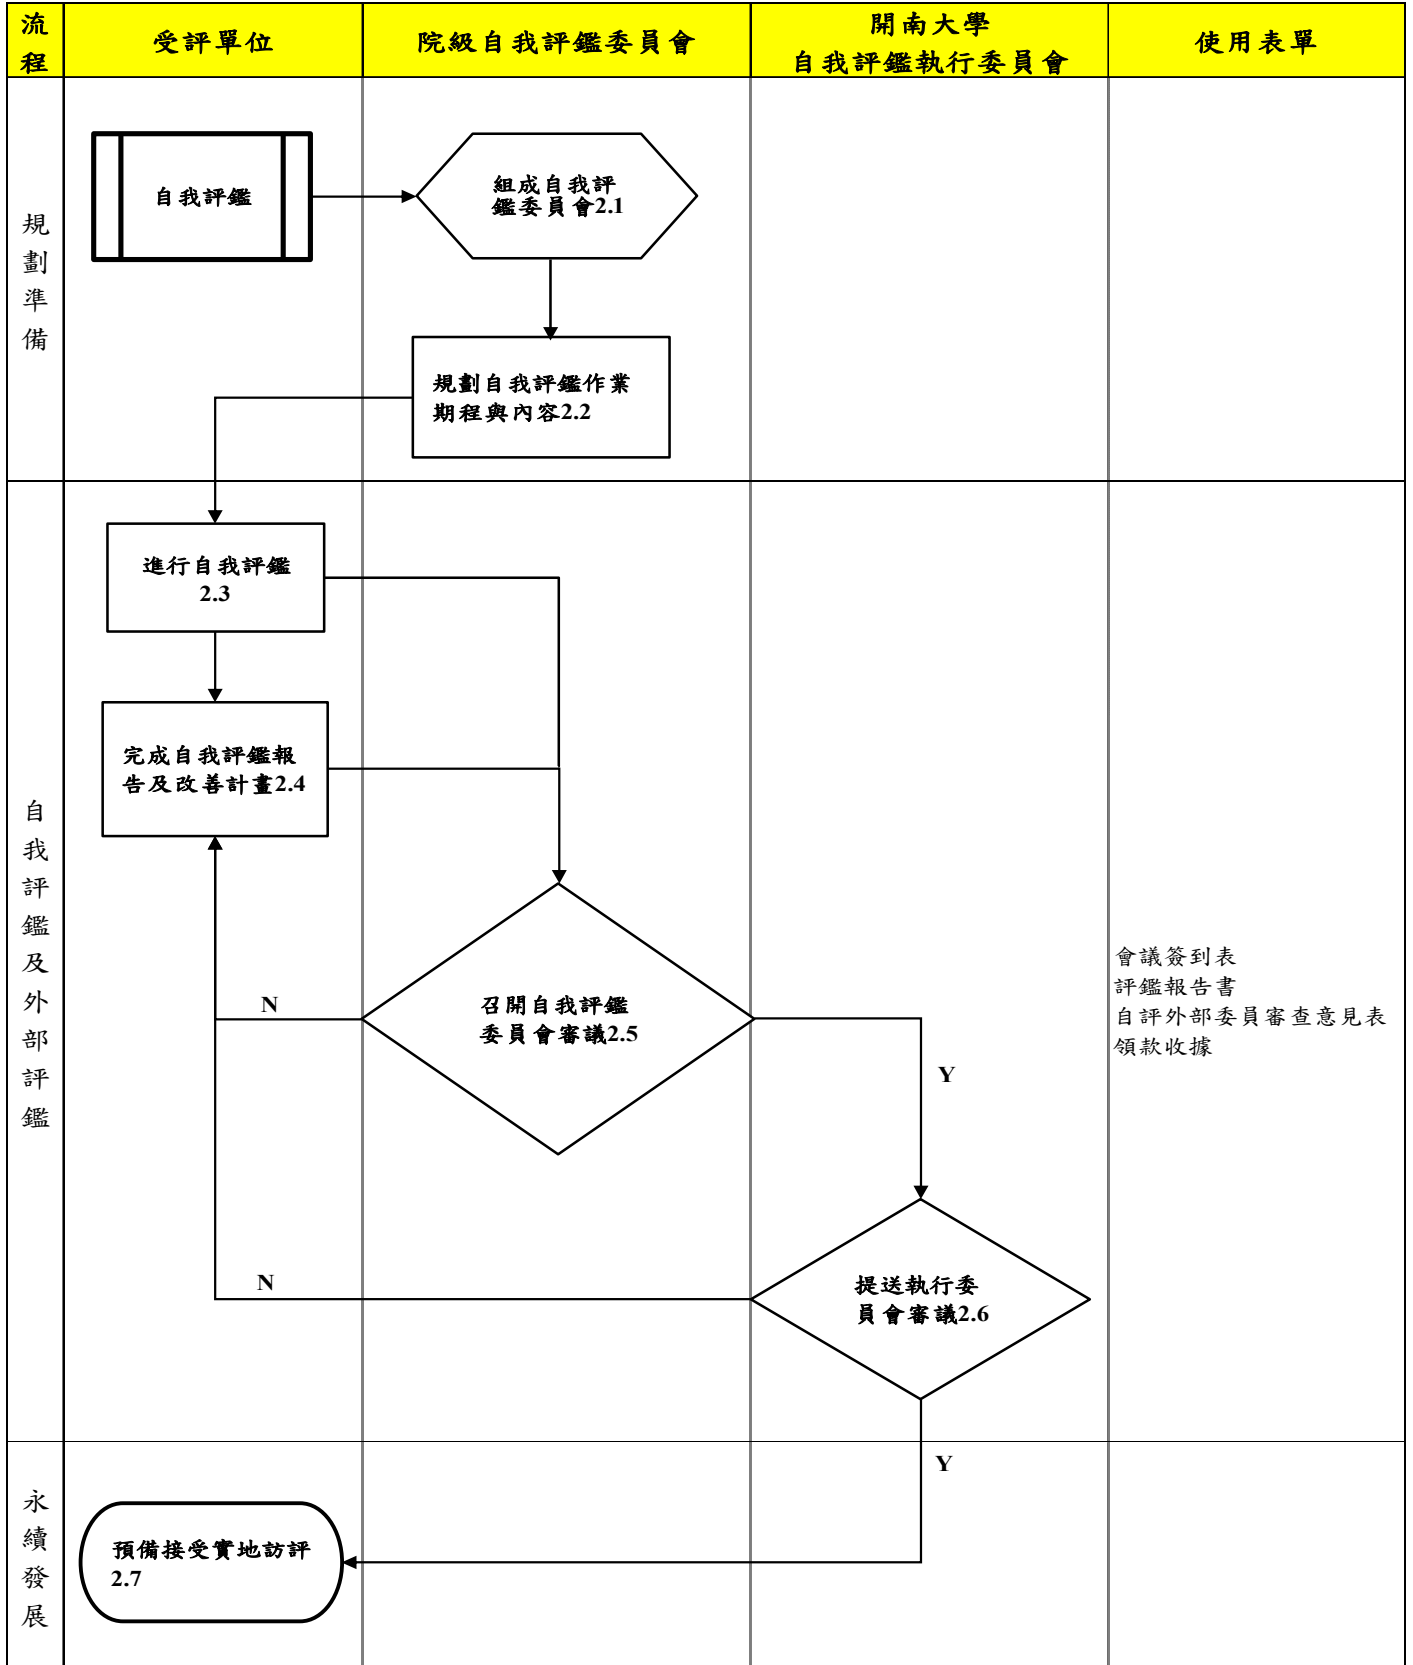 流
程
受評單位
院級自我評鑑委員會
開南大學
自我評鑑執行委員會
使用表單
規
劃
準
備
自我評鑑
組成自我評
鑑委員會2.1
規劃自我評鑑作業
期程與內容2.2
自
我
評
鑑
及
外
部
評
鑑
進行自我評鑑
2.3
完成自我評鑑報
告及改善計畫2.4
召開自我評鑑
委員會審議2.5
N
Y
提送執行委
員會審議2.6
N
會議簽到表
評鑑報告書
自評外部委員審查意見表
領款收據
永
續
發
展
Y
預備接受實地訪評
2.7